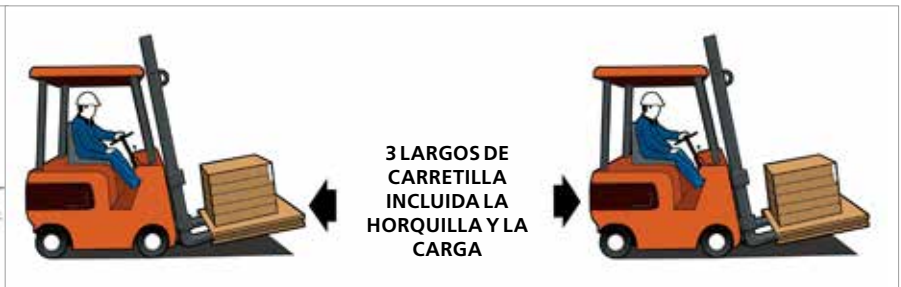 3 LARGOS DE
CARRETILLA
INCLUIDA LA
HORQUILLA Y LA
CARGA